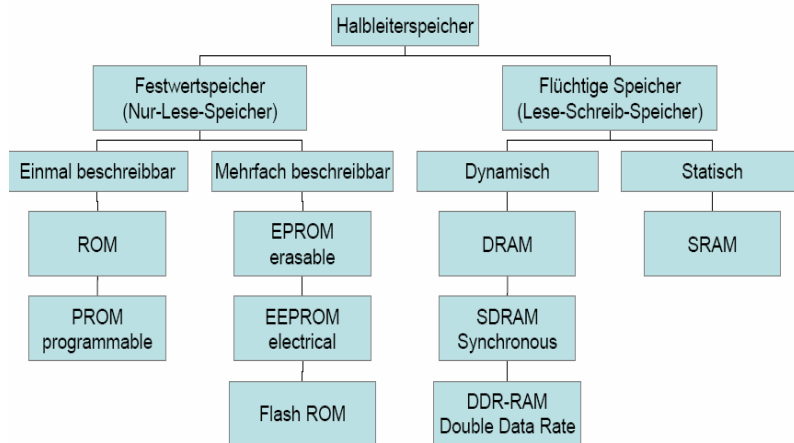 Halbleiterspeicher
Festwertspeicher
(Nur-Lese-Speicher)
Flüchtige Speicher
(Lese-Schreib-Speicher)
Einmal beschreibbar
Mehrfach beschreibbar
Dynamisch
Statisch
ROM
EPROM
erasable
DRAM
SRAM
PROM
programmable
EEPROM
electrical
SDRAM
Synchronous
Flash ROM
DDR-RAM
Double Data Rate